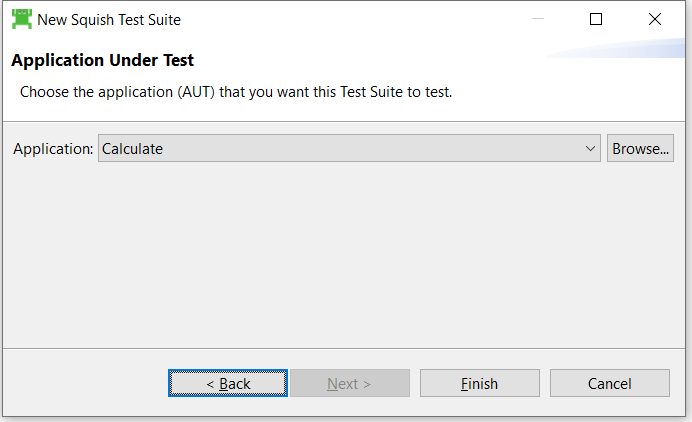 New Squish Test Suite
Application Under Test
Choose the application (AUT) that you want this Test Suite to test.
Application: Calculate Browse...
< Back Next > Finish Cancel